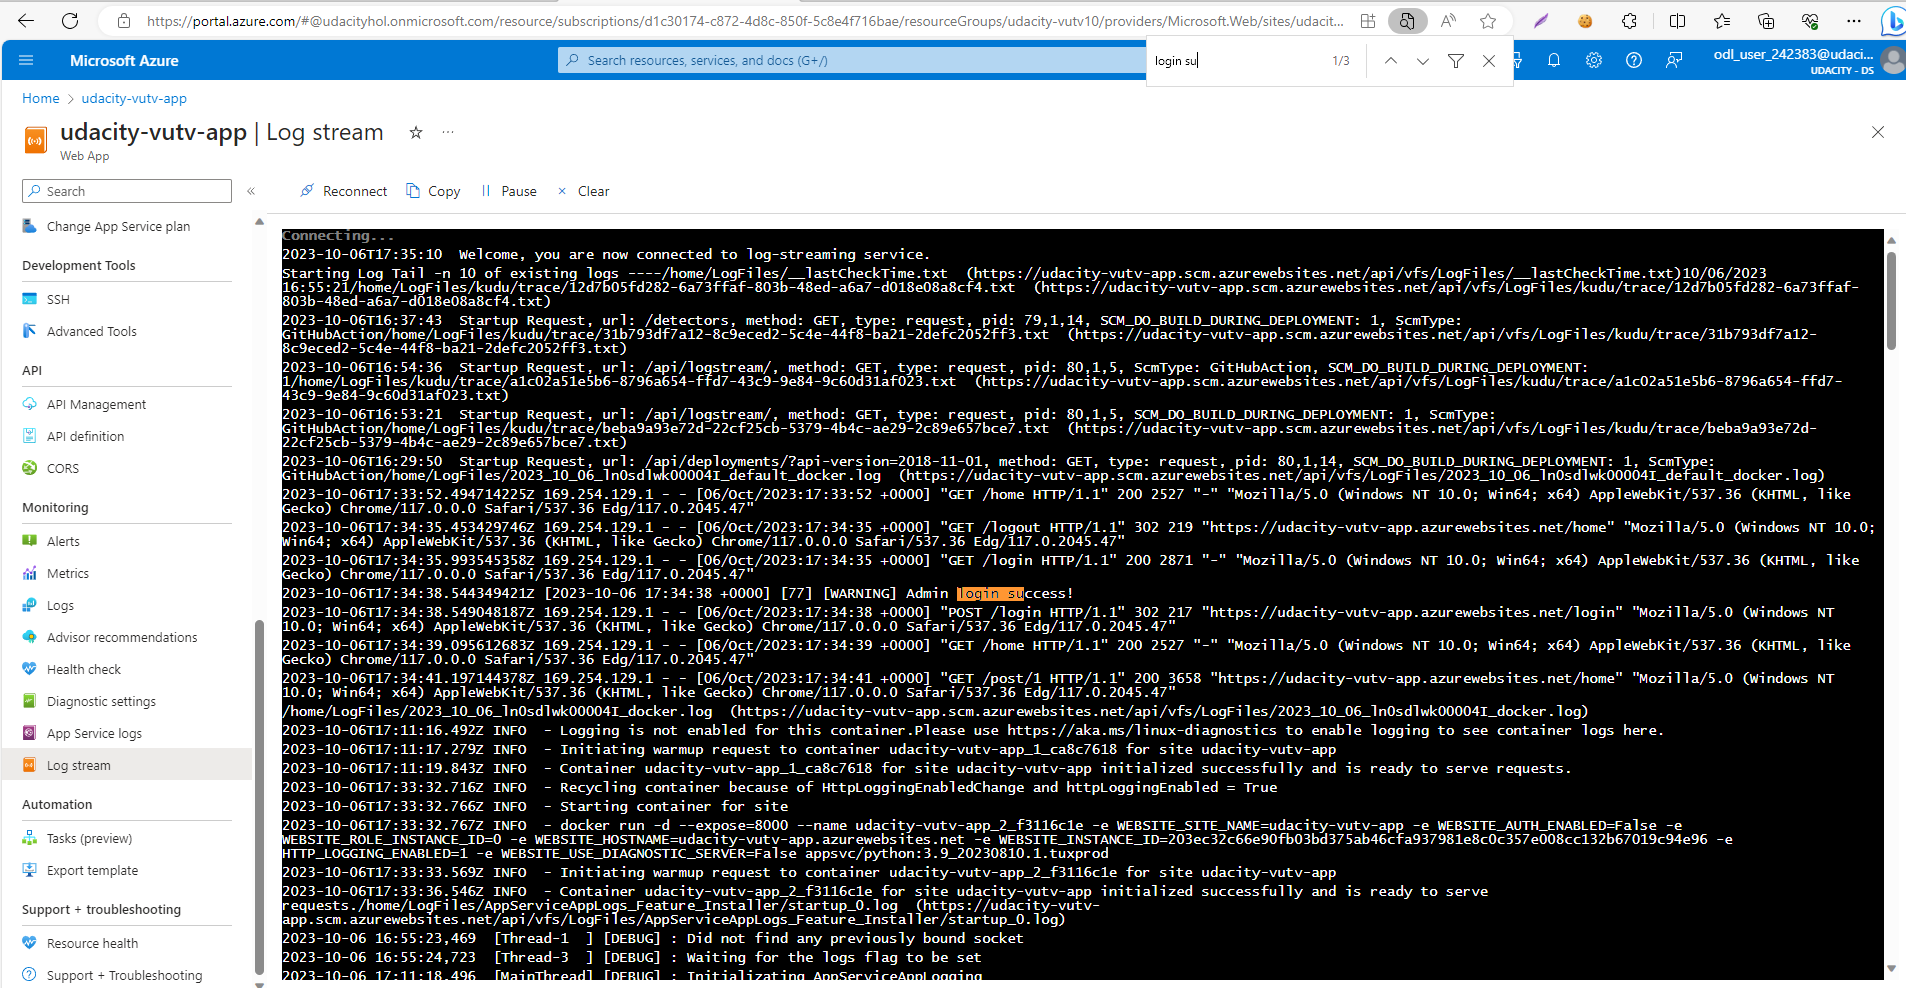 https://portal.azure.com/#@udacityhol.onmicrosoft.com/resource/subscriptions/d1c30174-c872-4d8c-850f-5c8e4f716bae/resourceGroups/udacity-vutv10/providers/Microsoft.Web/sites/udacit...
login su
1/3
Microsoft Azure
Search resources, services, and docs (G+/)
odl_user_242383@udaci...
UDACITY - DS
Home > udacity-vutv-app
udacity-vutv-app | Log stream
Web App
Search
Reconnect
Copy
Pause
Clear
Change App Service plan
Development Tools
SSH
Advanced Tools
API
API Management
API definition
CORS
Monitoring
Alerts
Metrics
Logs
Advisor recommendations
Health check
Diagnostic settings
App Service logs
Log stream
Automation
Tasks (preview)
Export template
Support + troubleshooting
Resource health
Support + Troubleshooting
Connecting...
2023-10-06T17:35:10  Welcome, you are now connected to log-streaming service.
Starting Log Tail -n 10 of existing logs ----/home/LogFiles/__lastCheckTime.txt  (https://udacity-vutv-app.scm.azurewebsites.net/api/vfs/LogFiles/__lastCheckTime.txt)10/06/2023
16:55:21/home/LogFiles/kudu/trace/12d7b05fd282-6a73ffaf-803b-48ed-a6a7-d018e08a8cf4.txt  (https://udacity-vutv-app.scm.azurewebsites.net/api/vfs/LogFiles/kudu/trace/12d7b05fd282-6a73ffaf-
803b-48ed-a6a7-d018e08a8cf4.txt)
2023-10-06T16:37:43  Startup Request, url: /detectors, method: GET, type: request, pid: 79,1,14, SCM_DO_BUILD_DURING_DEPLOYMENT: 1, ScmType:
GitHubAction/home/LogFiles/kudu/trace/31b793df7a12-8c9eced2-5c4e-44f8-ba21-2defc2052ff3.txt  (https://udacity-vutv-app.scm.azurewebsites.net/api/vfs/LogFiles/kudu/trace/31b793df7a12-
8c9eced2-5c4e-44f8-ba21-2defc2052ff3.txt)
2023-10-06T16:54:36  Startup Request, url: /api/logstream/, method: GET, type: request, pid: 80,1,5, ScmType: GitHubAction, SCM_DO_BUILD_DURING_DEPLOYMENT:
1/home/LogFiles/kudu/trace/a1c02a51e5b6-8796a654-ffd7-43c9-9e84-9c60d31af023.txt  (https://udacity-vutv-app.scm.azurewebsites.net/api/vfs/LogFiles/kudu/trace/a1c02a51e5b6-8796a654-ffd7-
43c9-9e84-9c60d31af023.txt)
2023-10-06T16:53:21  Startup Request, url: /api/logstream/, method: GET, type: request, pid: 80,1,5, SCM_DO_BUILD_DURING_DEPLOYMENT: 1, ScmType:
GitHubAction/home/LogFiles/kudu/trace/beba9a93e72d-22cf25cb-5379-4b4c-ae29-2c89e657bce7.txt  (https://udacity-vutv-app.scm.azurewebsites.net/api/vfs/LogFiles/kudu/trace/beba9a93e72d-
22cf25cb-5379-4b4c-ae29-2c89e657bce7.txt)
2023-10-06T16:29:50  Startup Request, url: /api/deployments/?api-version=2018-11-01, method: GET, type: request, pid: 80,1,14, SCM_DO_BUILD_DURING_DEPLOYMENT: 1, ScmType:
GitHubAction/home/LogFiles/2023_10_06_ln0sdlwk00004I_default_docker.log  (https://udacity-vutv-app.scm.azurewebsites.net/api/vfs/LogFiles/2023_10_06_ln0sdlwk00004I_default_docker.log)
2023-10-06T17:33:52.494714225Z 169.254.129.1 - - [06/Oct/2023:17:33:52 +0000] "GET /home HTTP/1.1" 200 2527 "-" "Mozilla/5.0 (Windows NT 10.0; Win64; x64) AppleWebKit/537.36 (KHTML, like
Gecko) Chrome/117.0.0.0 Safari/537.36 Edg/117.0.2045.47"
2023-10-06T17:34:35.453429746Z 169.254.129.1 - - [06/Oct/2023:17:34:35 +0000] "GET /logout HTTP/1.1" 302 219 "https://udacity-vutv-app.azurewebsites.net/home" "Mozilla/5.0 (Windows NT 10.0;
Win64; x64) AppleWebKit/537.36 (KHTML, like Gecko) Chrome/117.0.0.0 Safari/537.36 Edg/117.0.2045.47"
2023-10-06T17:34:35.993545358Z 169.254.129.1 - - [06/Oct/2023:17:34:35 +0000] "GET /login HTTP/1.1" 200 2871 "-" "Mozilla/5.0 (Windows NT 10.0; Win64; x64) AppleWebKit/537.36 (KHTML, like
Gecko) Chrome/117.0.0.0 Safari/537.36 Edg/117.0.2045.47"
2023-10-06T17:34:38.544349421Z [2023-10-06 17:34:38 +0000] [77] [WARNING] Admin login success!
2023-10-06T17:34:38.549048187Z 169.254.129.1 - - [06/Oct/2023:17:34:38 +0000] "POST /login HTTP/1.1" 302 217 "https://udacity-vutv-app.azurewebsites.net/login" "Mozilla/5.0 (Windows NT
10.0; Win64; x64) AppleWebKit/537.36 (KHTML, like Gecko) Chrome/117.0.0.0 Safari/537.36 Edg/117.0.2045.47"
2023-10-06T17:34:39.095612683Z 169.254.129.1 - - [06/Oct/2023:17:34:39 +0000] "GET /home HTTP/1.1" 200 2527 "-" "Mozilla/5.0 (Windows NT 10.0; Win64; x64) AppleWebKit/537.36 (KHTML, like
Gecko) Chrome/117.0.0.0 Safari/537.36 Edg/117.0.2045.47"
2023-10-06T17:34:41.197144378Z 169.254.129.1 - - [06/Oct/2023:17:34:41 +0000] "GET /post/1 HTTP/1.1" 200 3658 "https://udacity-vutv-app.azurewebsites.net/home" "Mozilla/5.0 (Windows NT
10.0; Win64; x64) AppleWebKit/537.36 (KHTML, like Gecko) Chrome/117.0.0.0 Safari/537.36 Edg/117.0.2045.47"
/home/LogFiles/2023_10_06_ln0sdlwk00004I_docker.log  (https://udacity-vutv-app.scm.azurewebsites.net/api/vfs/LogFiles/2023_10_06_ln0sdlwk00004I_docker.log)
2023-10-06T17:11:16.492Z INFO  - Logging is not enabled for this container.Please use https://aka.ms/linux-diagnostics to enable logging to see container logs here.
2023-10-06T17:11:17.279Z INFO  - Initiating warmup request to container udacity-vutv-app_1_ca8c7618 for site udacity-vutv-app
2023-10-06T17:11:19.843Z INFO  - Container udacity-vutv-app_1_ca8c7618 for site udacity-vutv-app initialized successfully and is ready to serve requests.
2023-10-06T17:33:32.716Z INFO  - Recycling container because of HttpLoggingEnabledChange and httpLoggingEnabled = True
2023-10-06T17:33:32.766Z INFO  - Starting container for site
2023-10-06T17:33:32.767Z INFO  - docker run -d --expose=8000 --name udacity-vutv-app_2_f3116c1e -e WEBSITE_SITE_NAME=udacity-vutv-app -e WEBSITE_AUTH_ENABLED=False -e
WEBSITE_ROLE_INSTANCE_ID=0 -e WEBSITE_HOSTNAME=udacity-vutv-app.azurewebsites.net -e WEBSITE_INSTANCE_ID=203ec32c66e90fb03bd375ab46cfa937981e8c0c357e008cc132b67019c94e96 -e
HTTP_LOGGING_ENABLED=1 -e WEBSITE_USE_DIAGNOSTIC_SERVER=False appsvc/python:3.9_20230810.1.tuxprod
2023-10-06T17:33:33.569Z INFO  - Initiating warmup request to container udacity-vutv-app_2_f3116c1e for site udacity-vutv-app
2023-10-06T17:33:36.546Z INFO  - Container udacity-vutv-app_2_f3116c1e for site udacity-vutv-app initialized successfully and is ready to serve
requests./home/LogFiles/AppServiceAppLogs_Feature_Installer/startup_0.log  (https://udacity-vutv-
app.scm.azurewebsites.net/api/vfs/LogFiles/AppServiceAppLogs_Feature_Installer/startup_0.log)
2023-10-06 16:55:23,469  [Thread-1  ] [DEBUG] : Did not find any previously bound socket
2023-10-06 16:55:24,723  [Thread-3  ] [DEBUG] : Waiting for the logs flag to be set
2023-10-06 17:11:18,496  [MainThread] [DEBUG] : Initializating AppServiceAppLogging